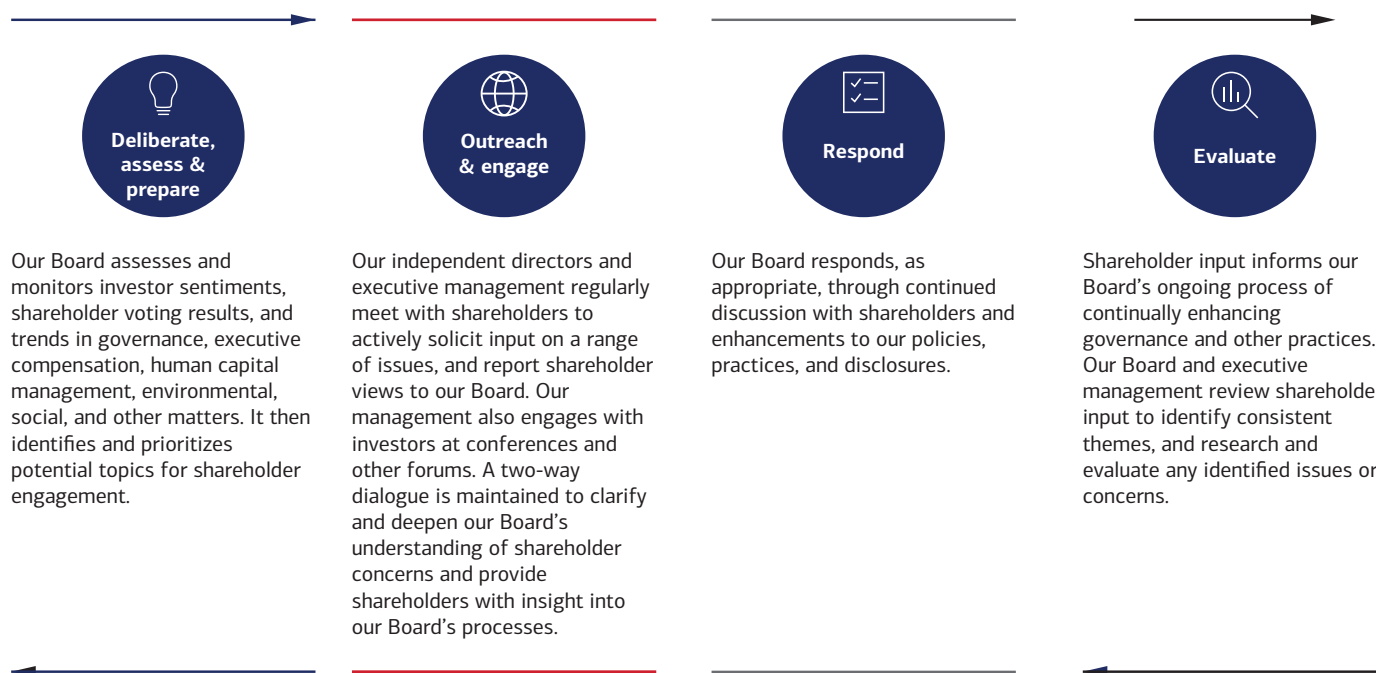 Deliberate,
assess &
prepare
Our Board assesses and
monitors investor sentiments,
shareholder voting results, and
trends in governance, executive
compensation, human capital
management, environmental,
social, and other matters. It then
identifies and prioritizes
potential topics for shareholder
engagement.
Outreach
& engage
Our independent directors and
executive management regularly
meet with shareholders to
actively solicit input on a range
of issues, and report shareholder
views to our Board. Our
management also engages with
investors at conferences and
other forums. A two-way
dialogue is maintained to clarify
and deepen our Board’s
understanding of shareholder
concerns and provide
shareholders with insight into
our Board’s processes.
Respond
Our Board responds, as
appropriate, through continued
discussion with shareholders and
enhancements to our policies,
practices, and disclosures.
Evaluate
Shareholder input informs our
Board’s ongoing process of
continually enhancing
governance and other practices.
Our Board and executive
management review shareholde
input to identify consistent
themes, and research and
evaluate any identified issues or
concerns.